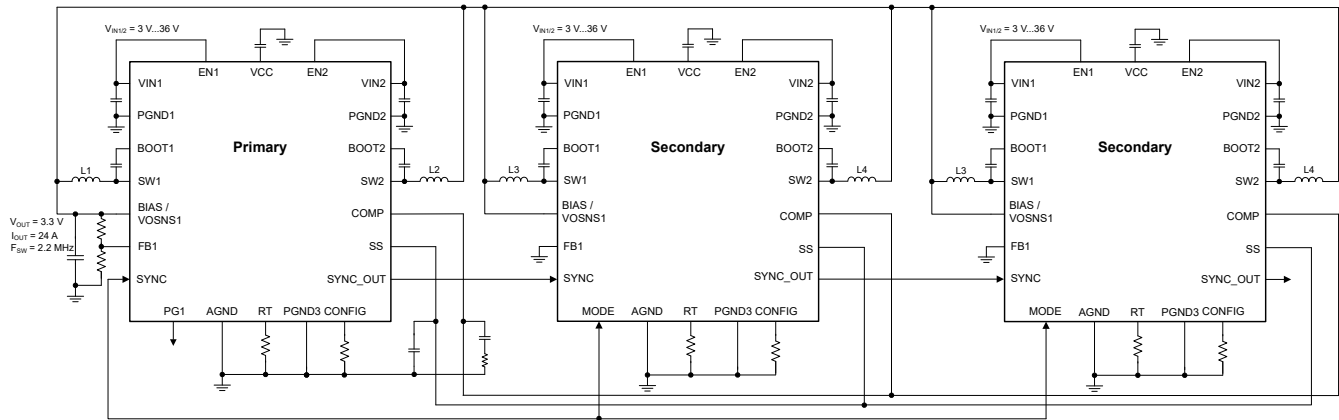 V_IN1/2 = 3 V...36 V
EN1
VCC
EN2
VIN1
VIN2
PGND1
PGND2
BOOT1
Primary
BOOT2
L1
L2
SW1
SW2
BIAS /
VOSNS1
COMP
V_OUT = 3.3 V
I_OUT = 24 A
F_SW = 2.2 MHz
FB1
SS
SYNC
SYNC_OUT
PG1
AGND
RT
PGND3
CONFIG
V_IN1/2 = 3 V...36 V
EN1
VCC
EN2
VIN1
VIN2
PGND1
PGND2
BOOT1
Secondary
BOOT2
L3
L4
SW1
SW2
BIAS /
VOSNS1
COMP
FB1
SS
SYNC
SYNC_OUT
MODE
AGND
RT
PGND3
CONFIG
V_IN1/2 = 3 V...36 V
EN1
VCC
EN2
VIN1
VIN2
PGND1
PGND2
BOOT1
Secondary
BOOT2
L3
L4
SW1
SW2
BIAS /
VOSNS1
COMP
FB1
SS
SYNC
SYNC_OUT
MODE
AGND
RT
PGND3
CONFIG